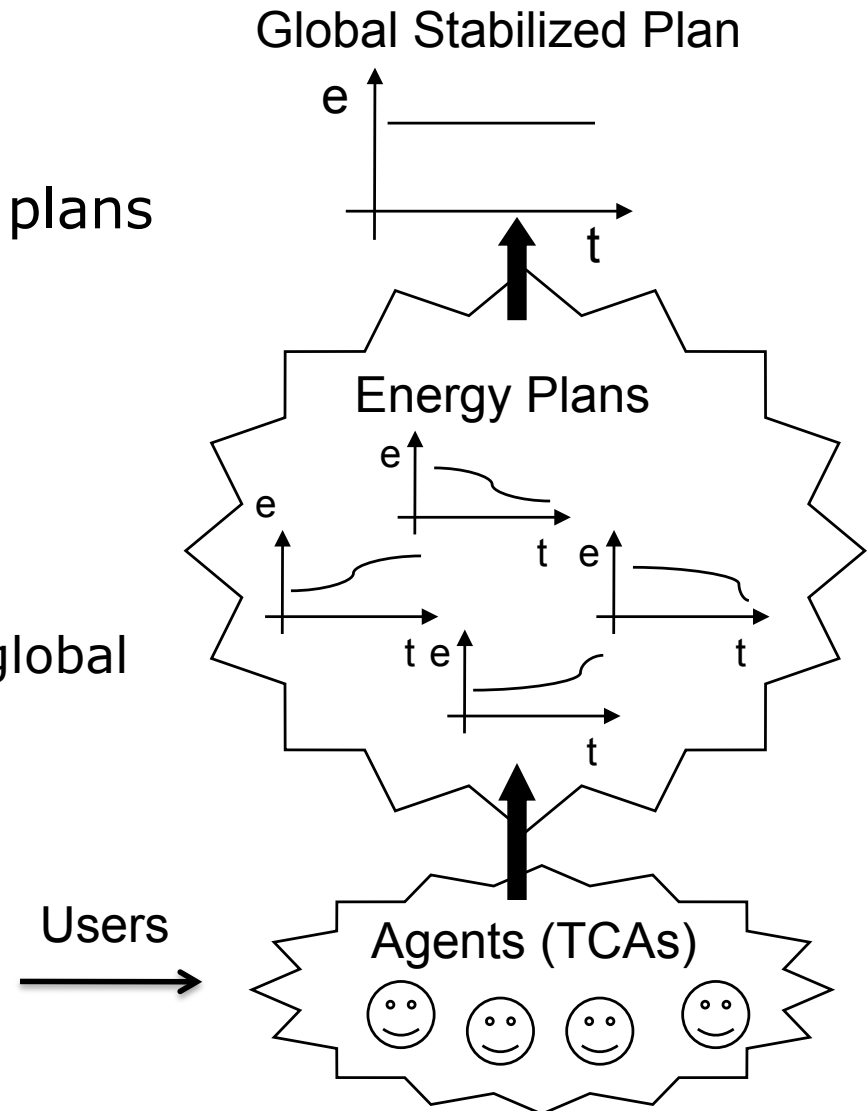 Global Stabilized Plan
e
plans
t
Energy Plans
e
e
t
e
global
t
e
t
t
Users
Agents (TCAs)